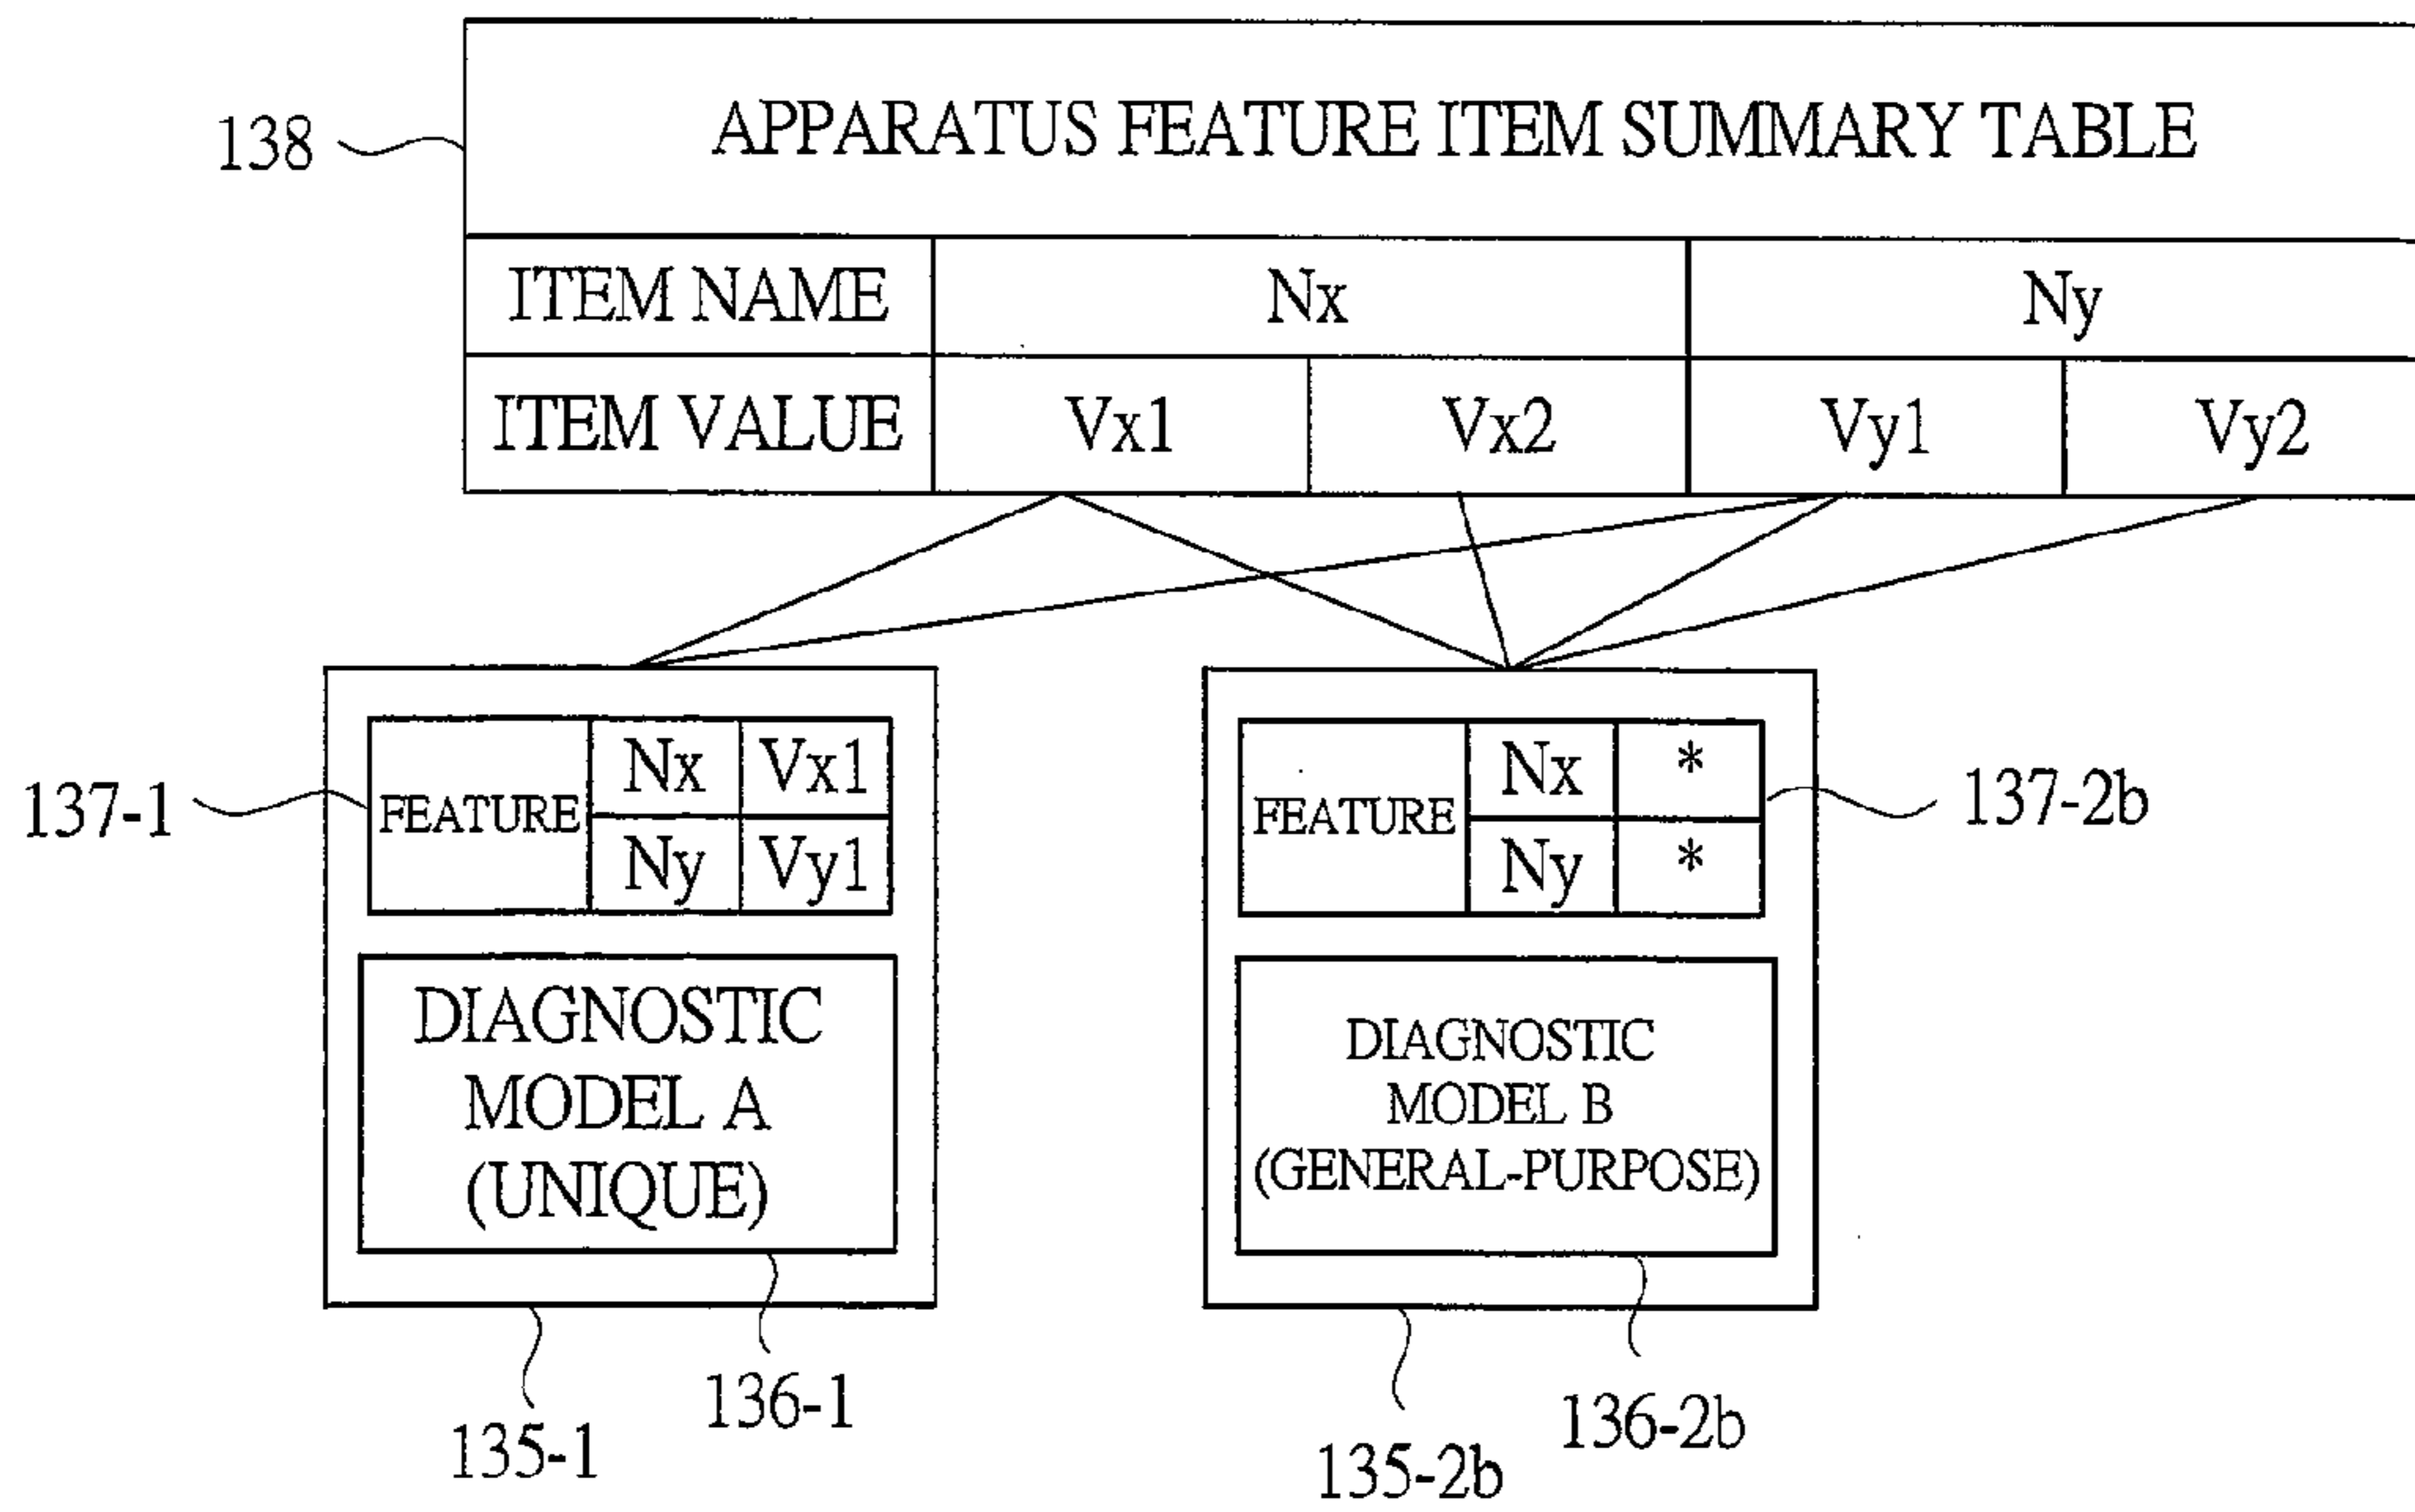 APPARATUS FEATURE ITEM SUMMARY TABLE
138
ITEM NAME Nx Ny
ITEM VALUE Vx1 Vx2 Vy1 Vy2
137-1
FEATURE
Nx Vx1
Ny Vy1
DIAGNOSTIC
MODEL A
(UNIQUE)
136-1
135-1
FEATURE
Nx *
Ny *
137-2b
DIAGNOSTIC
MODEL B
(GENERAL-PURPOSE)
136-2b
135-2b